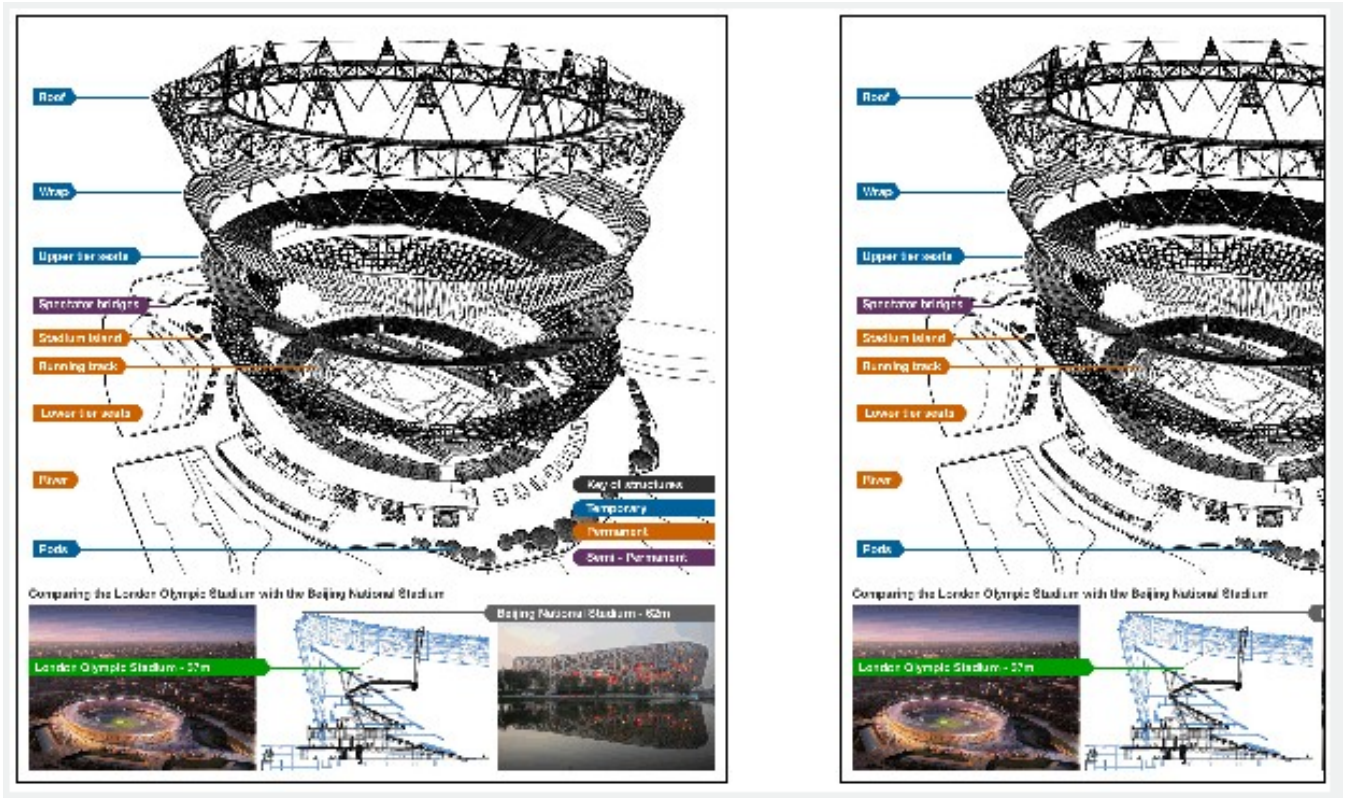 Roof
Wrap
Upper tier seats
Spectator bridges
Stadium island
Running track
Lower tier seats
River
Pods
Key of structures
Temporary
Permanent
Semi - Permanent
Comparing the London Olympic Stadium with the Beijing National Stadium
Beijing National Stadium - 62m
London Olympic Stadium - 37m
Roof
Wrap
Upper tier seats
Spectator bridges
Stadium island
Running track
Lower tier seats
River
Pods
Comparing the London Olympic Stadium with the Beijing National Stadium
London Olympic Stadium - 37m